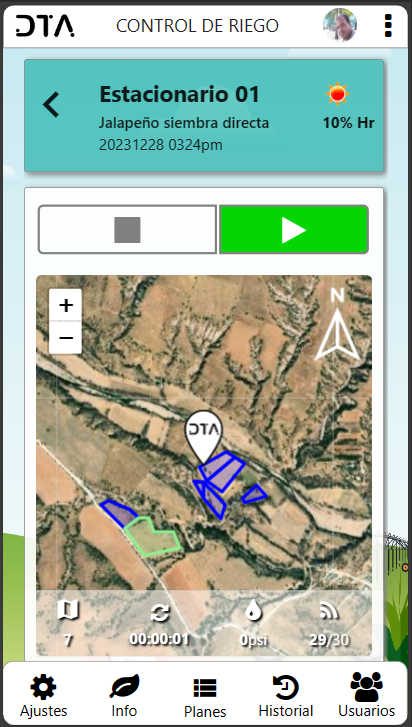 DTA CONTROL DE RIEGO
Estacionario 01
Jalapeño siembra directa
10% Hr
20231228 0324pm
+
−
N
DTA
7
00:00:01
0psi
29/30
Ajustes
Info
Planes
Historial
Usuarios